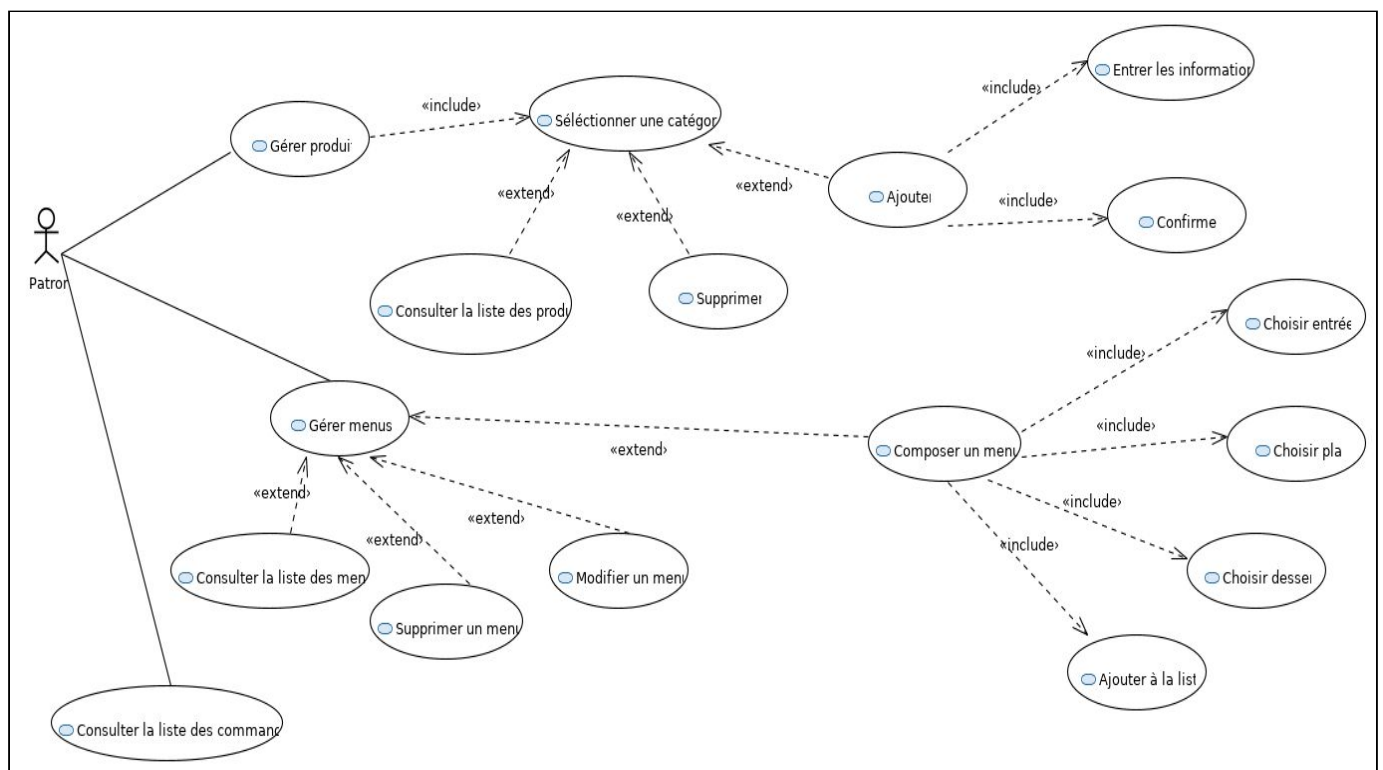 Entrer les information
«include›
«include›
Séléctionner une catégor
Gérer produi
«extend›
«extend›
Ajouter
«include›
Confirme
«extend›
Patron
Consulter la liste des produ
Supprimer
Choisir entrée
«include›
Gérer menus
«include›
Choisir pla
«extend›
Composer un menu
«extend›
«include›
«extend›
«extend›
«include›
Consulter la liste des men
Modifier un menu
Choisir desser
Supprimer un menu
Ajouter à la list
Consulter la liste des command